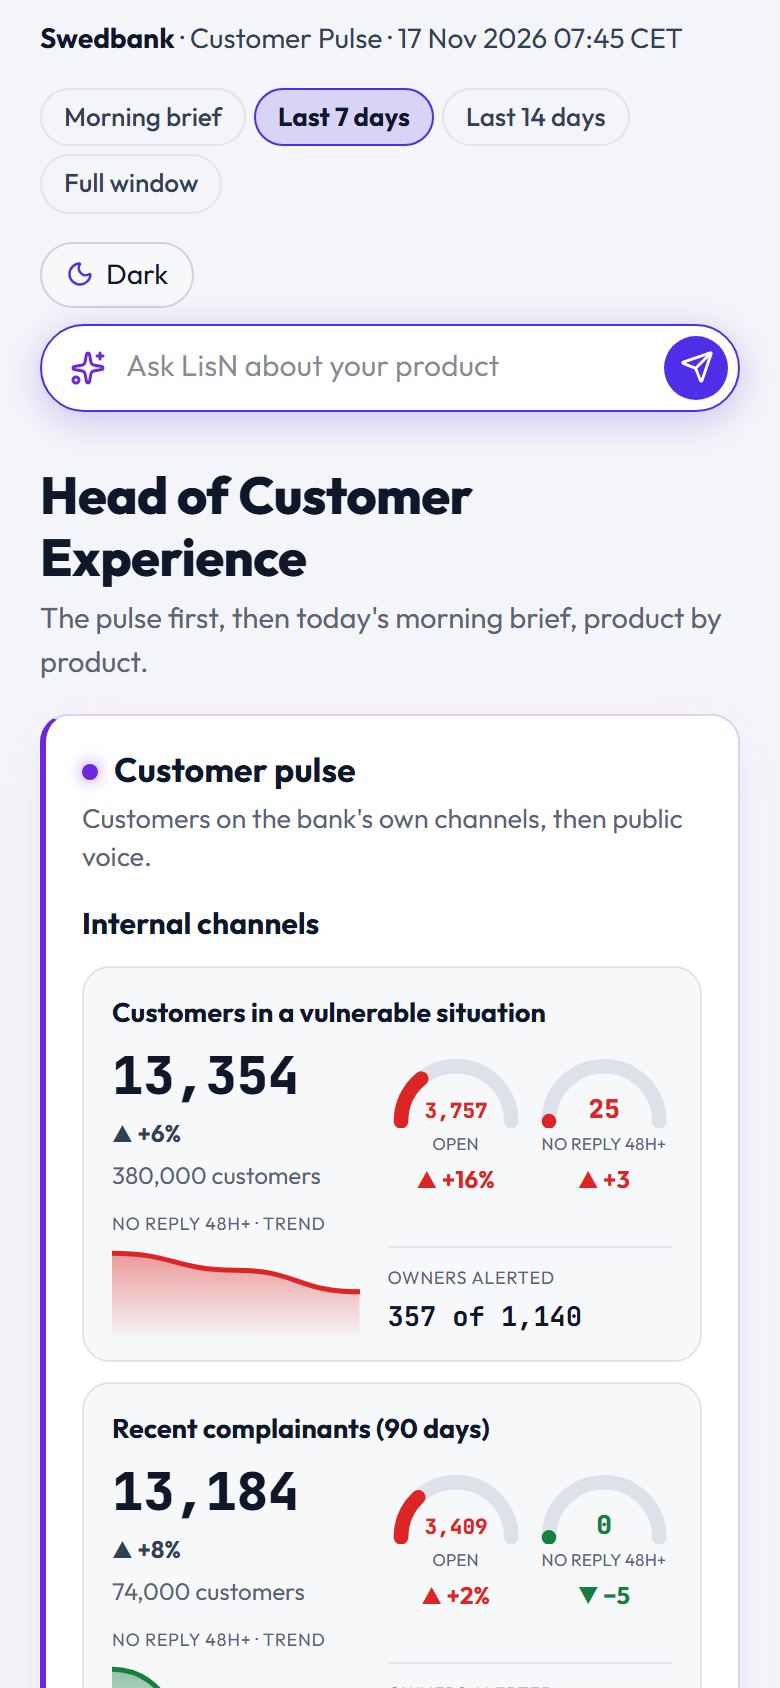 Swedbank · Customer Pulse · 17 Nov 2026 07:45 CET
Morning brief
Last 7 days
Last 14 days
Full window
Dark
Ask LisN about your product
Head of Customer
Experience
The pulse first, then today's morning brief, product by
product.
Customer pulse
Customers on the bank's own channels, then public
voice.
Internal channels
Customers in a vulnerable situation
13,354
▲ +6%
380,000 customers
3,757
OPEN
▲ +16%
25
NO REPLY 48H+
▲ +3
NO REPLY 48H+ · TREND
OWNERS ALERTED
357 of 1,140
Recent complainants (90 days)
13,184
▲ +8%
74,000 customers
3,409
OPEN
▲ +2%
0
NO REPLY 48H+
▼ −5
NO REPLY 48H+ · TREND